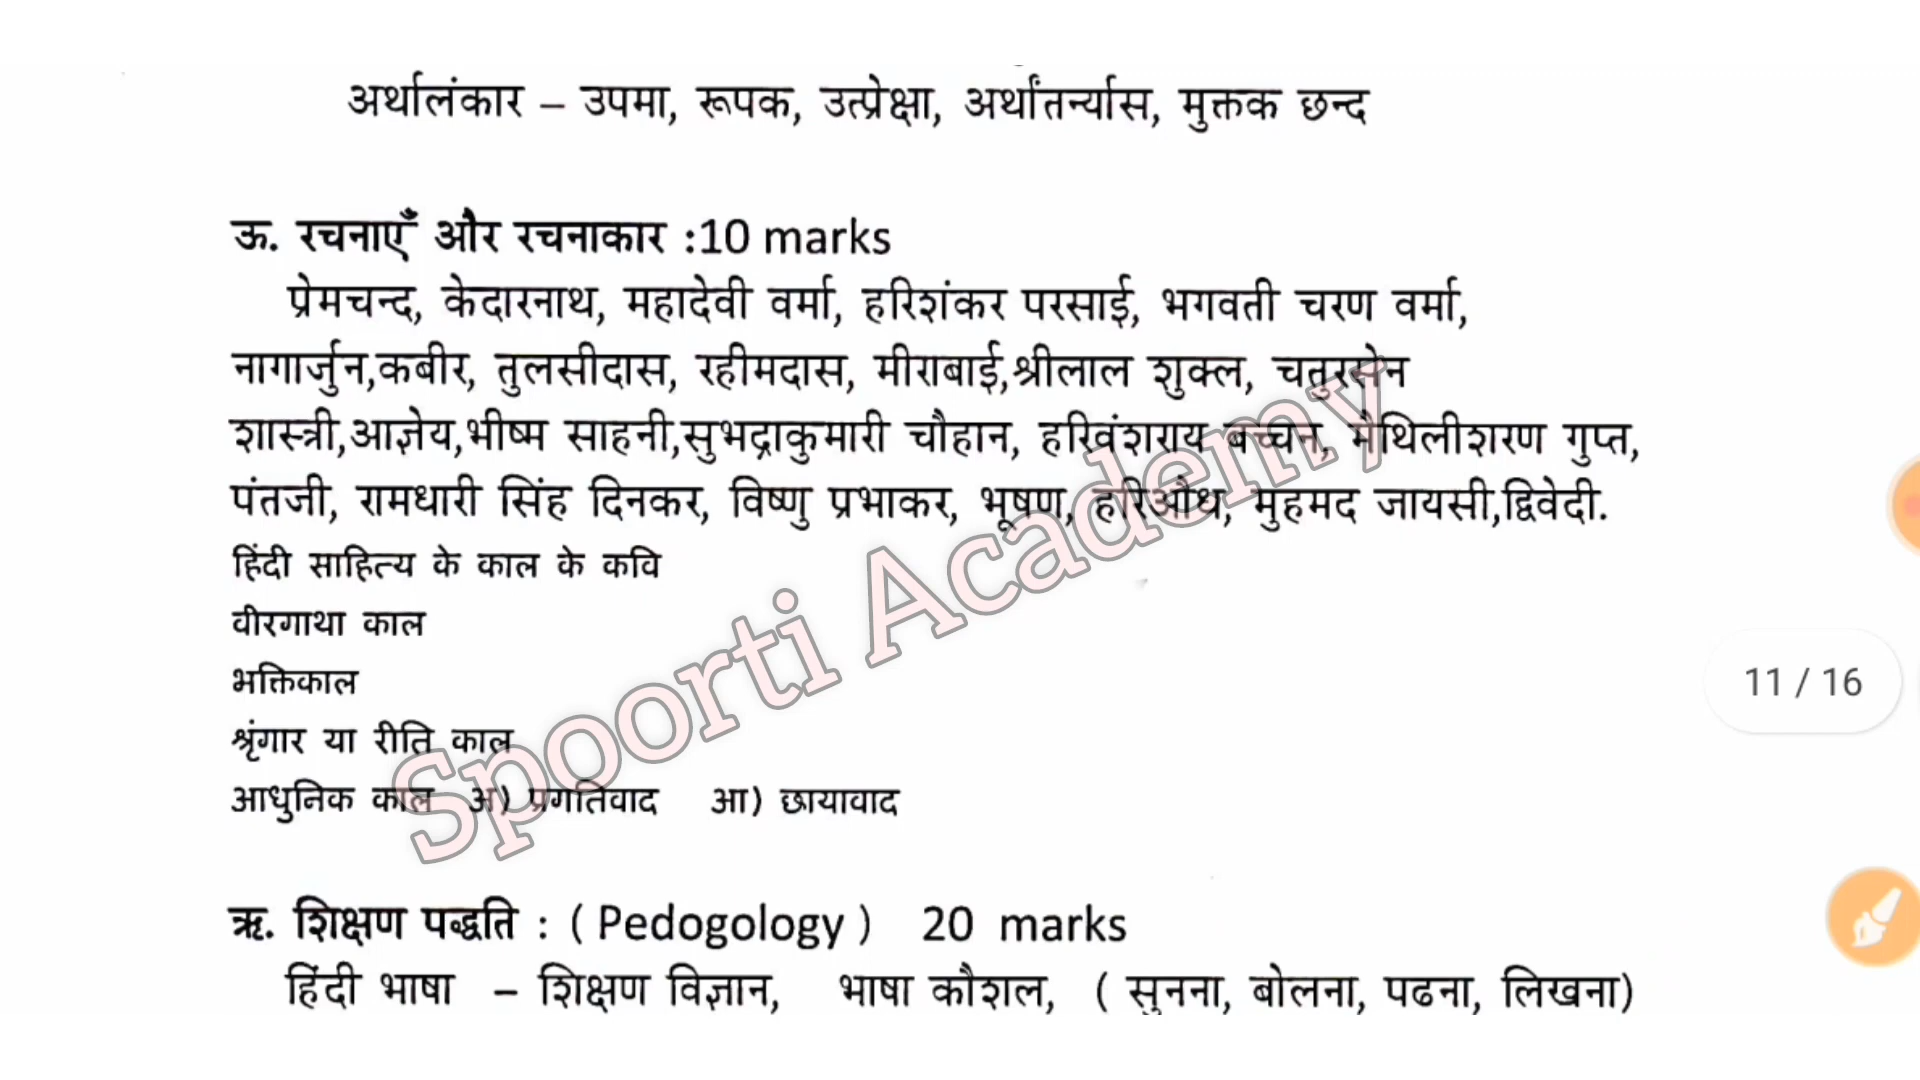 अर्थालंकार – उपमा, रूपक, उत्प्रेक्षा, अर्थांतर्न्यास, मुक्तक छन्द
ऊ. रचनाएँ और रचनाकार :10 marks
प्रेमचन्द, केदारनाथ, महादेवी वर्मा, हरिशंकर परसाई, भगवती चरण वर्मा,
नागार्जुन,कबीर, तुलसीदास, रहीमदास, मीराबाई,श्रीलाल शुक्ल, चतुरसेन
शास्त्री,आज्ञेय,भीष्म साहनी,सुभद्राकुमारी चौहान, हरिवंशराय बच्चन, मैथिलीशरण गुप्त,
पंतजी, रामधारी सिंह दिनकर, विष्णु प्रभाकर, भूषण, हरिऔध, मुहमद जायसी,द्विवेदी.
हिंदी साहित्य के काल के कवि
वीरगाथा काल
भक्तिकाल
श्रृंगार या रीति काल
आधुनिक काल अ) प्रगतिवाद आ) छायावाद
ऋ. शिक्षण पद्धति : ( Pedogology ) 20 marks
हिंदी भाषा – शिक्षण विज्ञान, भाषा कौशल, ( सुनना, बोलना, पढना, लिखना)
Spoorti Academy
11 / 16